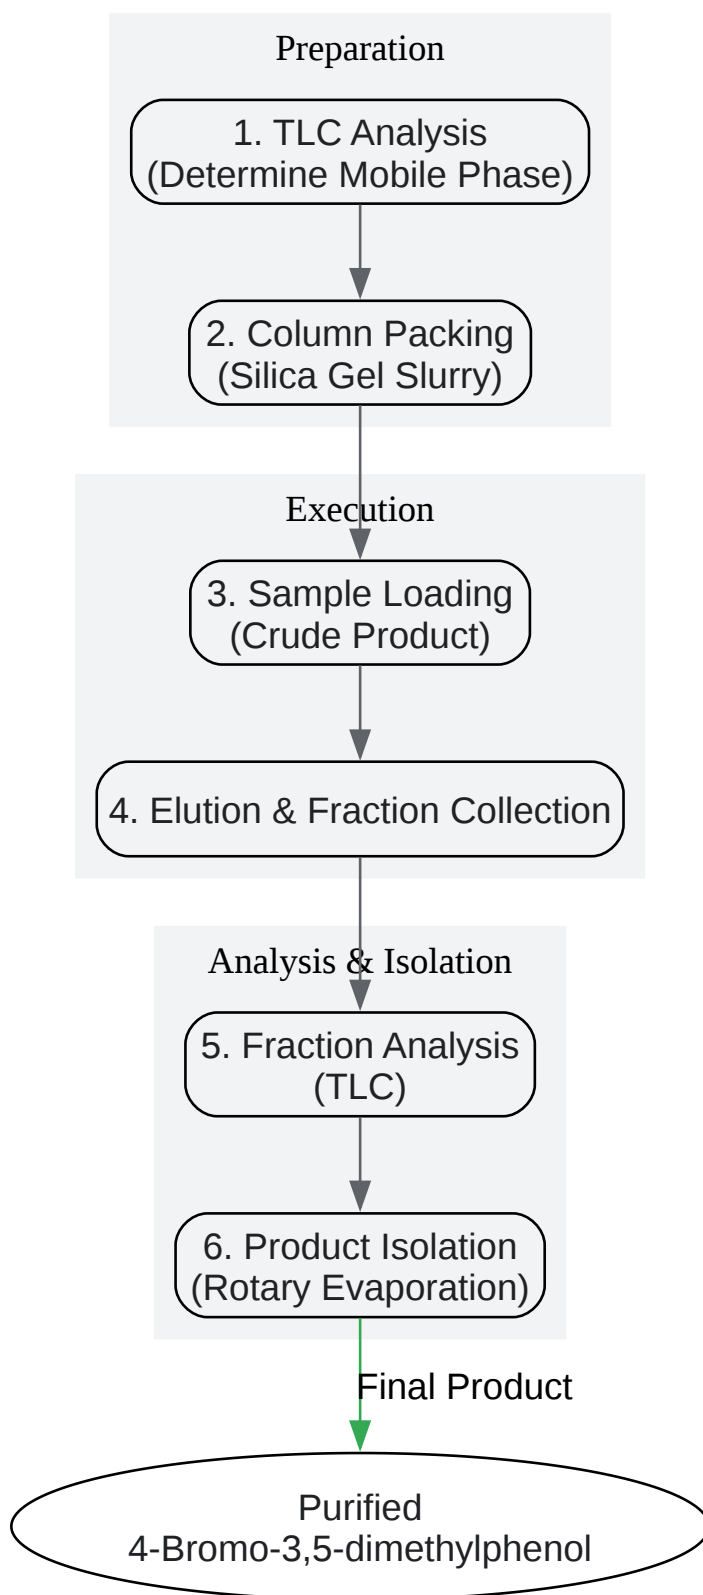 Preparation
1. TLC Analysis
(Determine Mobile Phase)
2. Column Packing
(Silica Gel Slurry)
Execution
3. Sample Loading
(Crude Product)
4. Elution & Fraction Collection
Analysis & Isolation
5. Fraction Analysis
(TLC)
6. Product Isolation
(Rotary Evaporation)
Final Product
Purified
4-Bromo-3,5-dimethylphenol